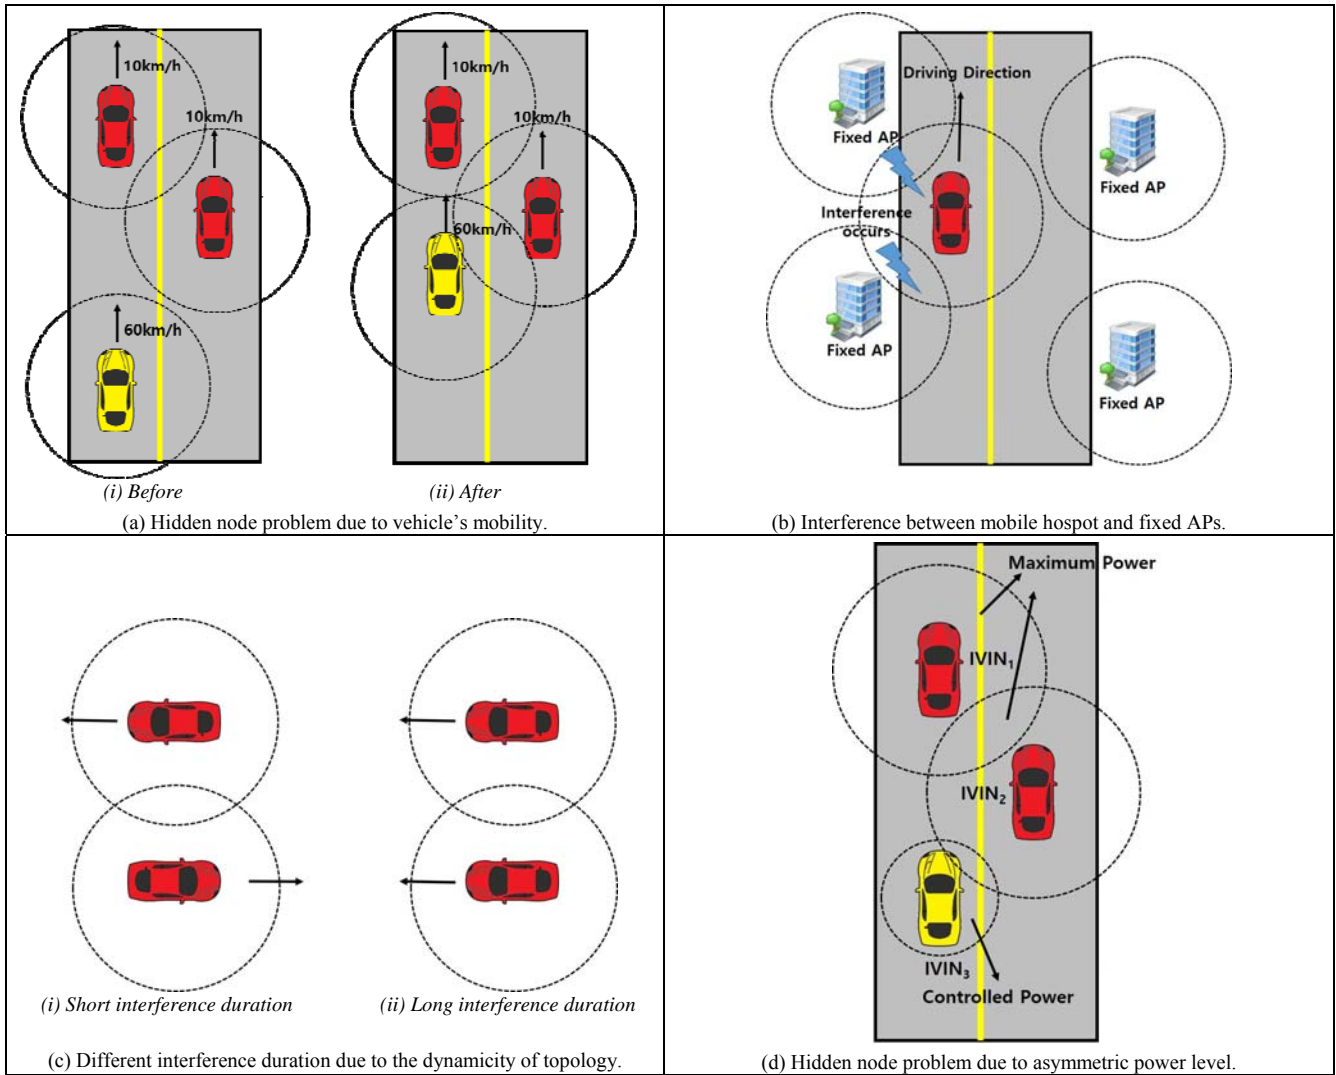 10km/h
10km/h
60km/h
(i) Before
10km/h
10km/h
60km/h
(ii) After
(a) Hidden node problem due to vehicle's mobility.
Driving Direction
Fixed AP
Fixed AP
Interference
occurs
Fixed AP
Fixed AP
(b) Interference between mobile hospot and fixed APs.
(i) Short interference duration
(ii) Long interference duration
(c) Different interference duration due to the dynamicity of topology.
Maximum Power
IVIN1
IVIN2
IVIN3
Controlled Power
(d) Hidden node problem due to asymmetric power level.